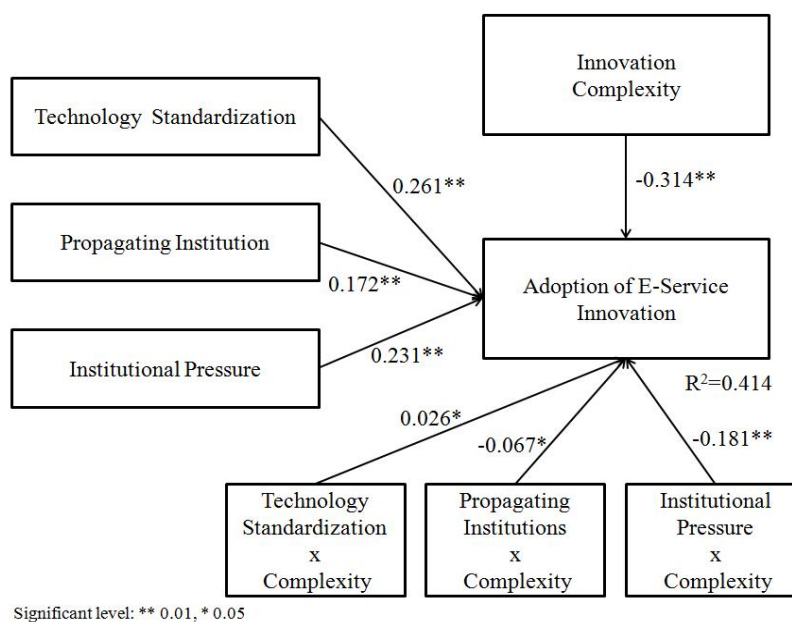 Innovation
Complexity
Technology Standardization
-0.314**
0.261**
Propagating Institution
0.172**
Adoption of E-Service
Innovation
Institutional Pressure
0.231**
R²=0.414
0.026*
-0.067*
-0.181**
Technology
Standardization
x
Complexity
Propagating
Institutions
x
Complexity
Institutional
Pressure
x
Complexity
Significant level: ** 0.01, * 0.05